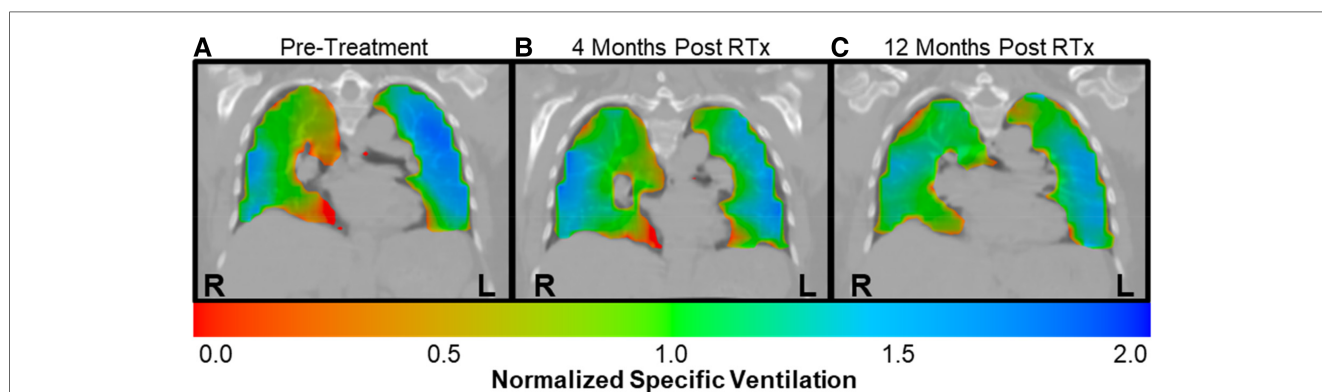 A Pre-Treatment B 4 Months Post RTx C 12 Months Post RTx
R L R L R L
0.0 0.5 1.0 1.5 2.0
Normalized Specific Ventilation